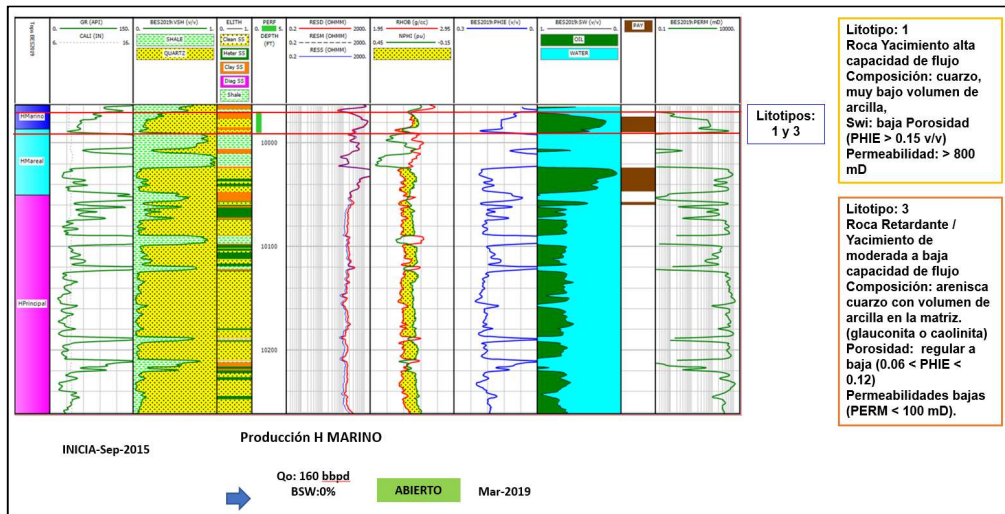 Tops BES2019
GR (API)
0. 150.
CALI (IN)
6. 16.
BES2019:VSH (v/v)
0. 1.
SHALE
QUARTZ
ELITH
0. 1.
Clean SS
Heter SS
Clay SS
Diag SS
Shale
PERF
0. 5.
DEPTH
(FT)
RESD (OHMM)
0.2 2000.
RESM (OHMM)
0.2 2000.
RESS (OHMM)
0.2 2000.
RHOB (g/cc)
1.95 2.95
NPHI (pu)
0.45 -0.15
BES2019:PHIE (v/v)
BES2019:SW (v/v)
1. 0.
OIL
WATER
PAY
BES2019:PERM (mD)
0.1 10000.
HMarino
HMareal
HPrincipal
10000
10100
10200
Litotipos:
1 y 3
Litotipo: 1
Roca Yacimiento alta
capacidad de flujo
Composición: cuarzo,
muy bajo volumen de
arcilla,
Swi: baja Porosidad
(PHIE > 0.15 v/v)
Permeabilidad: > 800
mD
Litotipo: 3
Roca Retardante /
Yacimiento de
moderada a baja
capacidad de flujo
Composición: arenisca
cuarzo con volumen de
arcilla en la matriz.
(glauconita o caolinita)
Porosidad: regular a
baja (0.06 < PHIE <
0.12)
Permeabilidades bajas
(PERM < 100 mD).
Producción H MARINO
INICIA-Sep-2015
Qo: 160 bbpd
BSW:0%
ABIERTO
Mar-2019